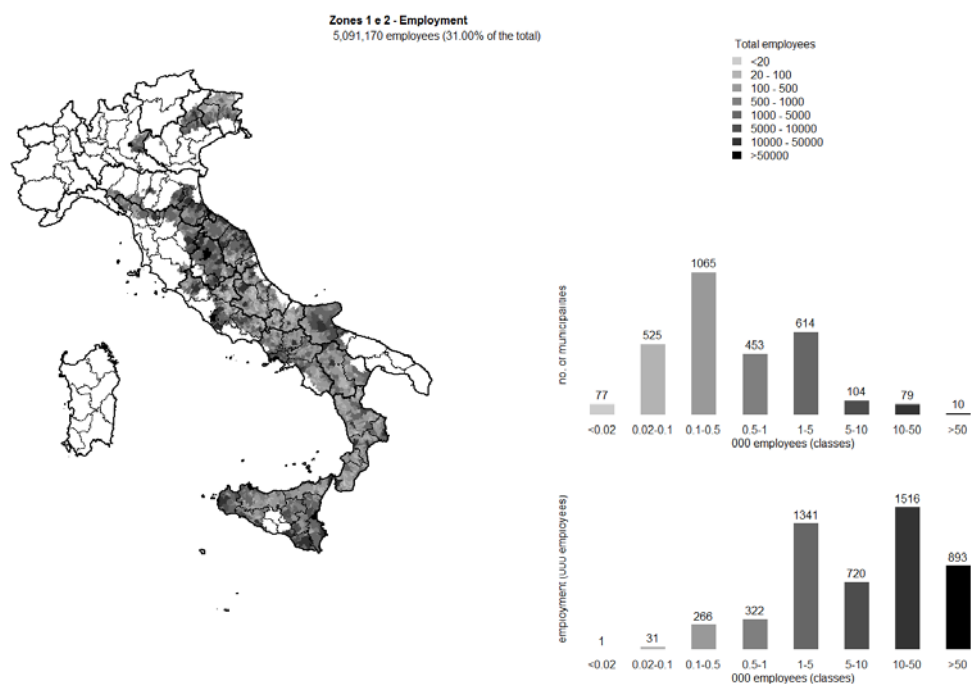 Zones 1 e 2 - Employment
5,091,170 employees (31.00% of the total)
Total employees
<20
20 - 100
100 - 500
500 - 1000
1000 - 5000
5000 - 10000
10000 - 50000
>50000
no. of municipalities
77
525
1065
453
614
104
79
10
<0.02 0.02-0.1 0.1-0.5 0.5-1 1-5 5-10 10-50 >50
000 employees (classes)
employment (000 employees)
1
31
266
322
1341
720
1516
893
<0.02 0.02-0.1 0.1-0.5 0.5-1 1-5 5-10 10-50 >50
000 employees (classes)